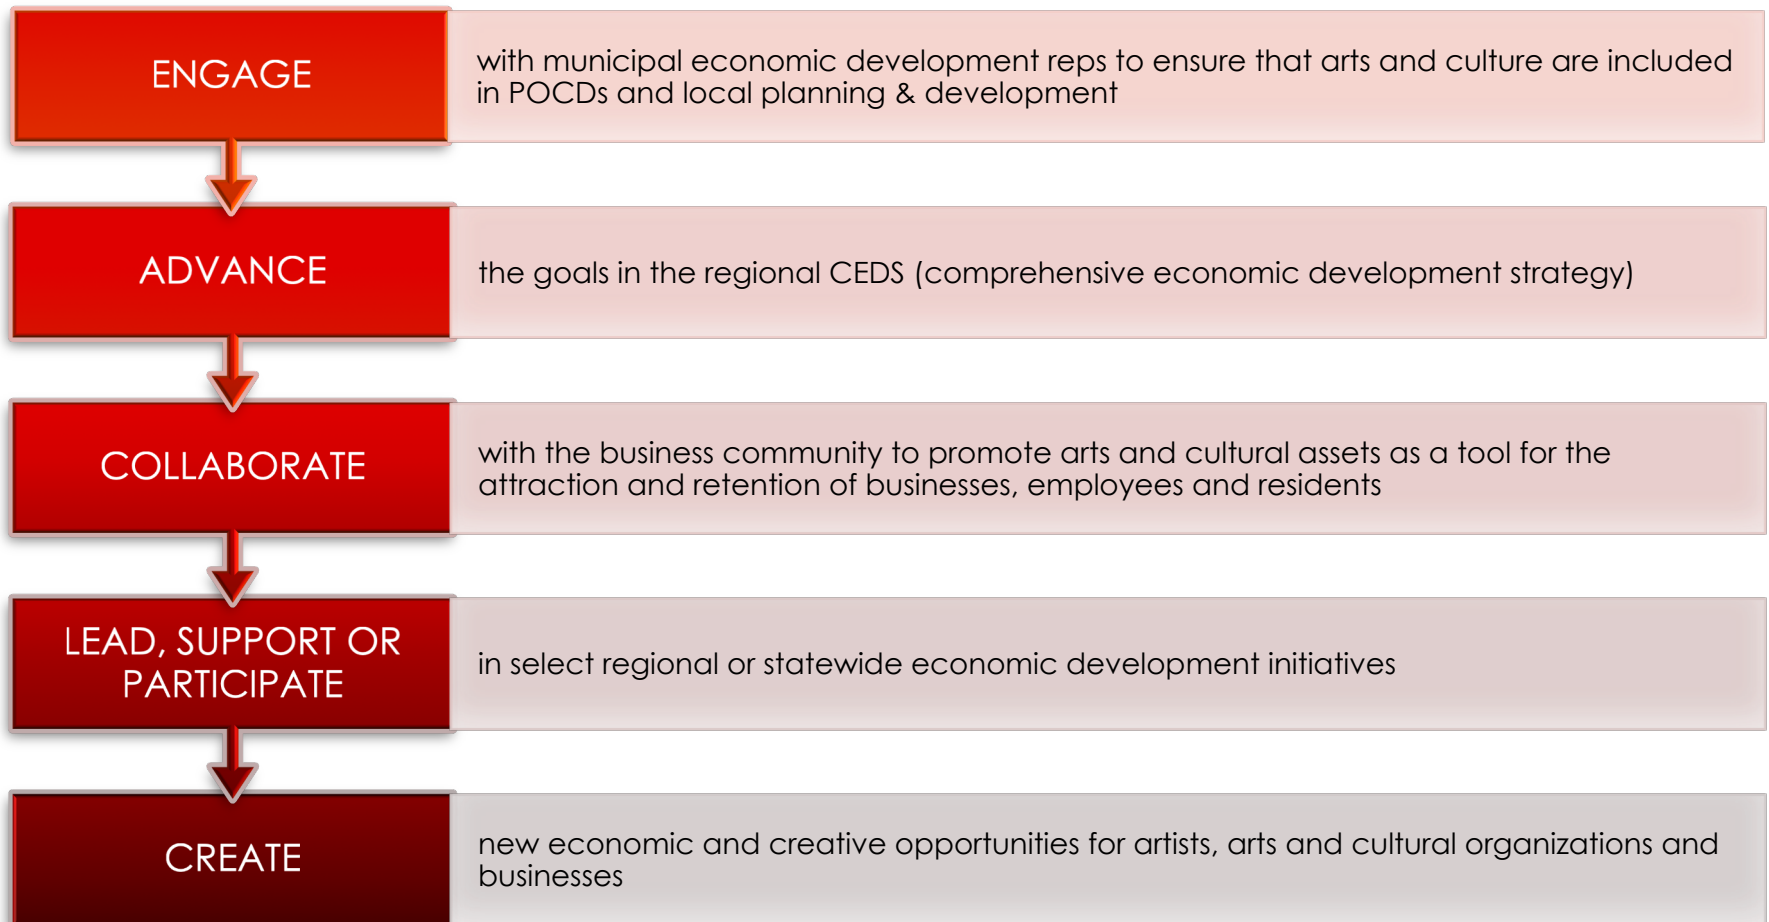 ENGAGE
with municipal economic development reps to ensure that arts and culture are included
in POCDs and local planning & development
ADVANCE
the goals in the regional CEDS (comprehensive economic development strategy)
COLLABORATE
with the business community to promote arts and cultural assets as a tool for the
attraction and retention of businesses, employees and residents
LEAD, SUPPORT OR
PARTICIPATE
in select regional or statewide economic development initiatives
CREATE
new economic and creative opportunities for artists, arts and cultural organizations and
businesses